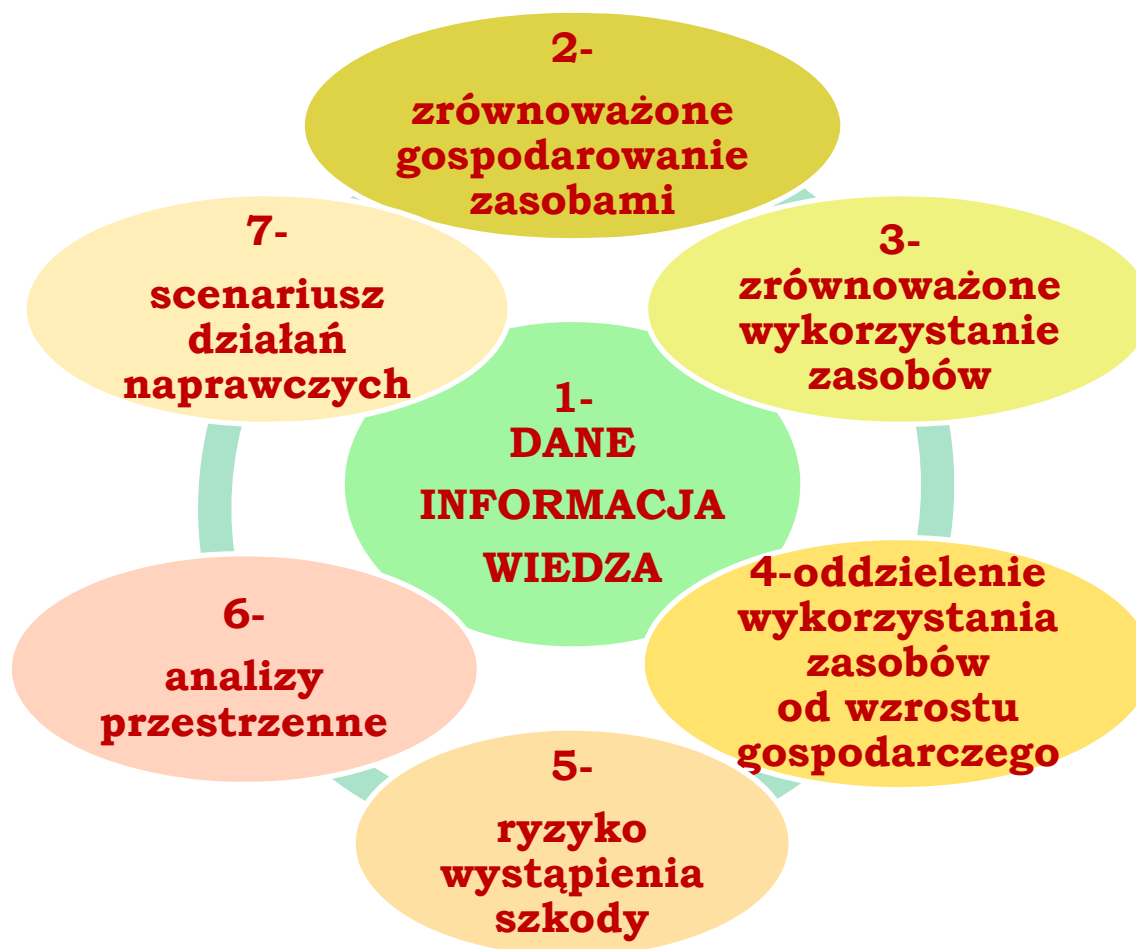 2-
zrównoważone
gospodarowanie
zasobami
3-
zrównoważone
wykorzystanie
zasobów
7-
scenariusz
działań
naprawczych
1-
DANE
INFORMACJA
WIEDZA
4-oddzielenie
wykorzystania
zasobów
od wzrostu
gospodarczego
6-
analizy
przestrzenne
5-
ryzyko
wystąpienia
szkody